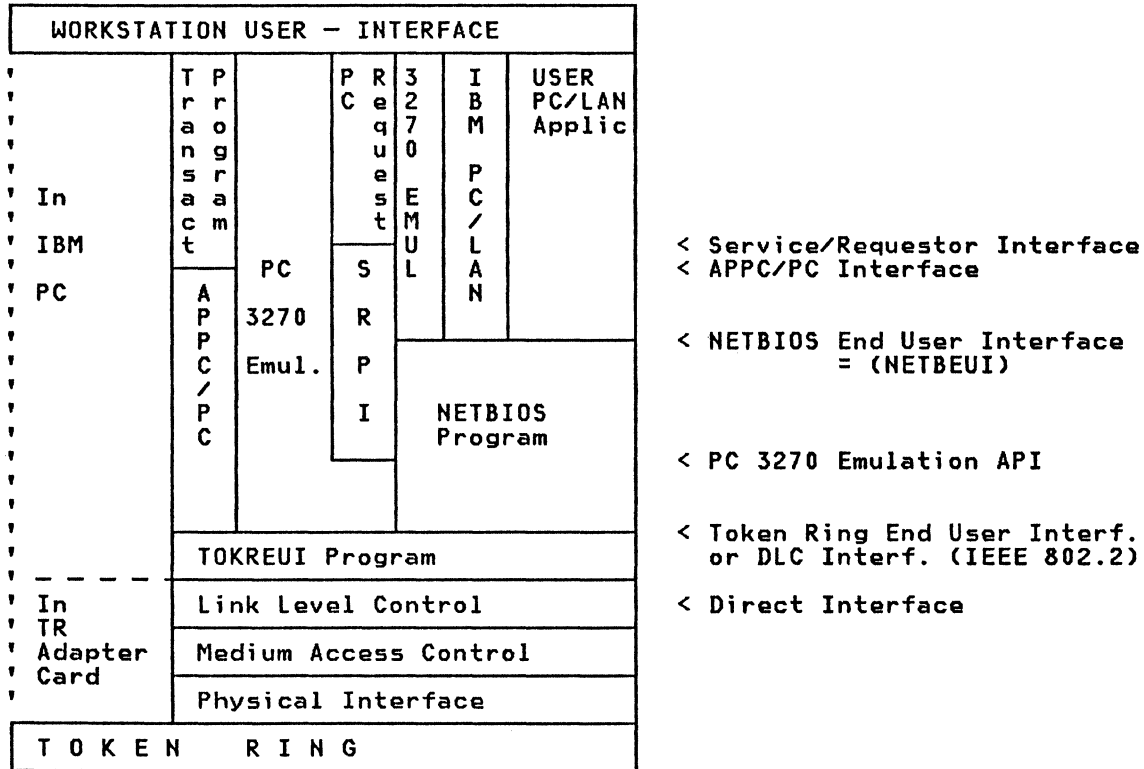 WORKSTATION USER — INTERFACE
In
IBM
PC
Transact Program
APPC/PC
PC
3270
Emul.
PC Request
SRPI
3270 EMUL
IBM PC/LAN
USER
PC/LAN
Applic
NETBIOS
Program
TOKREUI Program
In
TR
Adapter
Card
Link Level Control
Medium Access Control
Physical Interface
TOKEN RING
< Service/Requestor Interface
< APPC/PC Interface
< NETBIOS End User Interface
= (NETBEUI)
< PC 3270 Emulation API
< Token Ring End User Interf.
or DLC Interf. (IEEE 802.2)
< Direct Interface